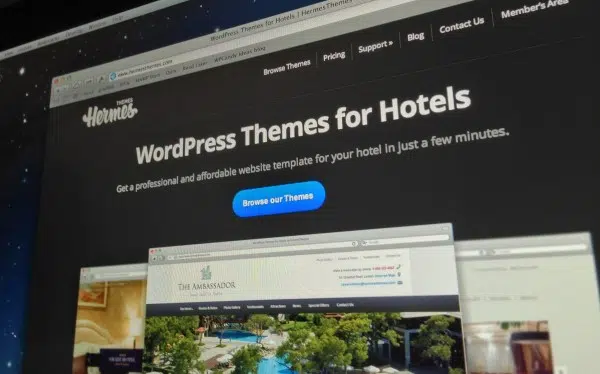 WordPress Themes for Hotels | HermesThemes
www.hermesthemes.com
Browse Themes Pricing Support » Blog Contact Us Member's Area
THEMES
Hermes
WordPress Themes for Hotels
Get a professional and affordable website template for your hotel in just a few minutes.
Browse our Themes
THE AMBASSADOR